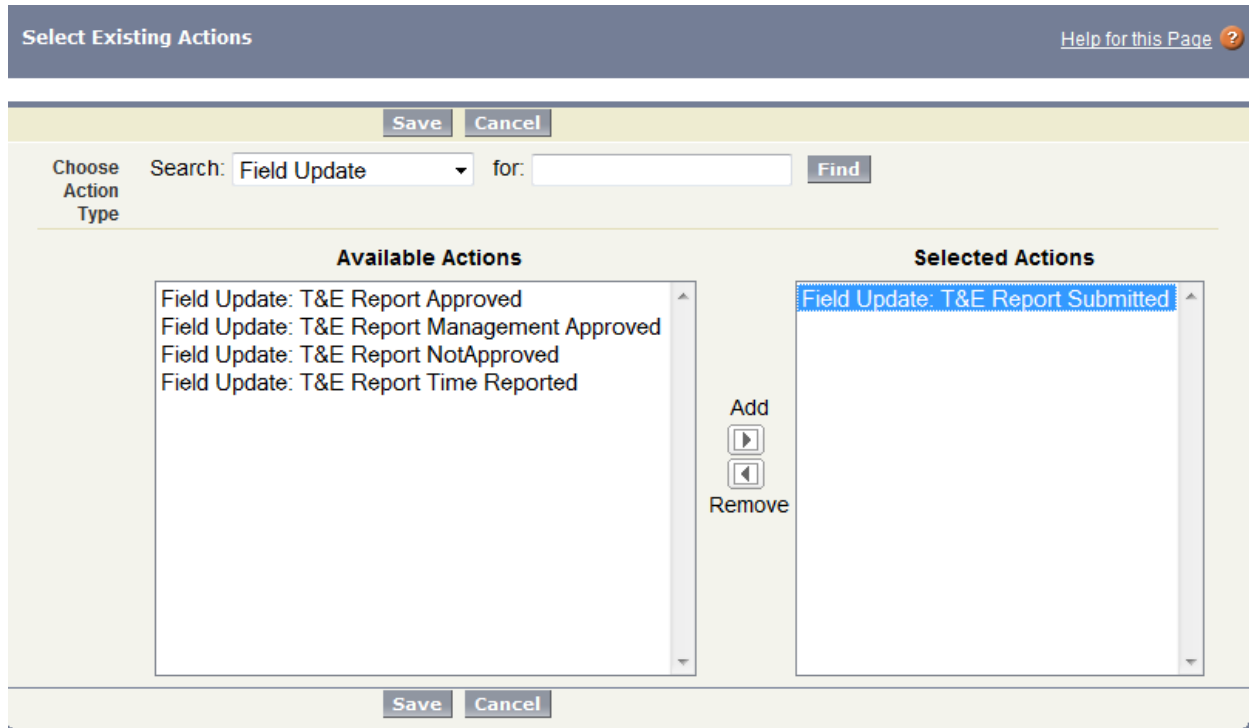 Select Existing Actions
Help for this Page ?
Save Cancel
Choose Action Type
Search: Field Update for: Find
Available Actions
Selected Actions
Field Update: T&E Report Approved
Field Update: T&E Report Management Approved
Field Update: T&E Report NotApproved
Field Update: T&E Report Time Reported
Add
Remove
Field Update: T&E Report Submitted
Save Cancel